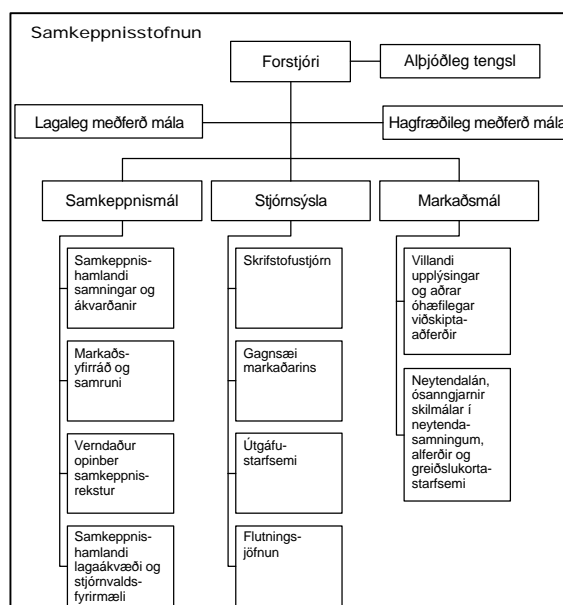 Samkeppnisstofnun
Forstjóri
Alþjóðleg tengsl
Lagaleg meðferð mála
Hagfræðileg meðferð mála
Samkeppnismál
Stjórnsýsla
Markaðsmál
Samkeppnis-
hamlandi
samningar og
ákvarðanir
Markaðs-
yfirráð og
samruni
Verndaður
opinber
samkeppnis-
rekstur
Samkeppnis-
hamlandi
lagaákvæði og
stjórnvalds-
fyrirmæli
Skrifstofustjórn
Gagnsæi
markaðarins
Útgáfu-
starfsemi
Flutnings-
jöfnun
Villandi
upplýsingar
og aðrar
óhæfilegar
viðskipta-
aðferðir
Neytendalán,
ósanngjarnir
skilmálar í
neytenda-
samningum,
alferðir og
greiðslukorta-
starfsemi